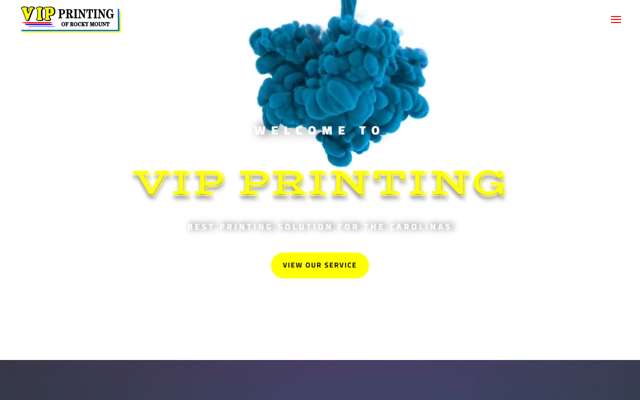 VIP PRINTING
OF ROCKY MOUNT
WELCOME TO
VIP PRINTING
BEST PRINTING SOLUTION FOR THE CAROLINAS
VIEW OUR SERVICE